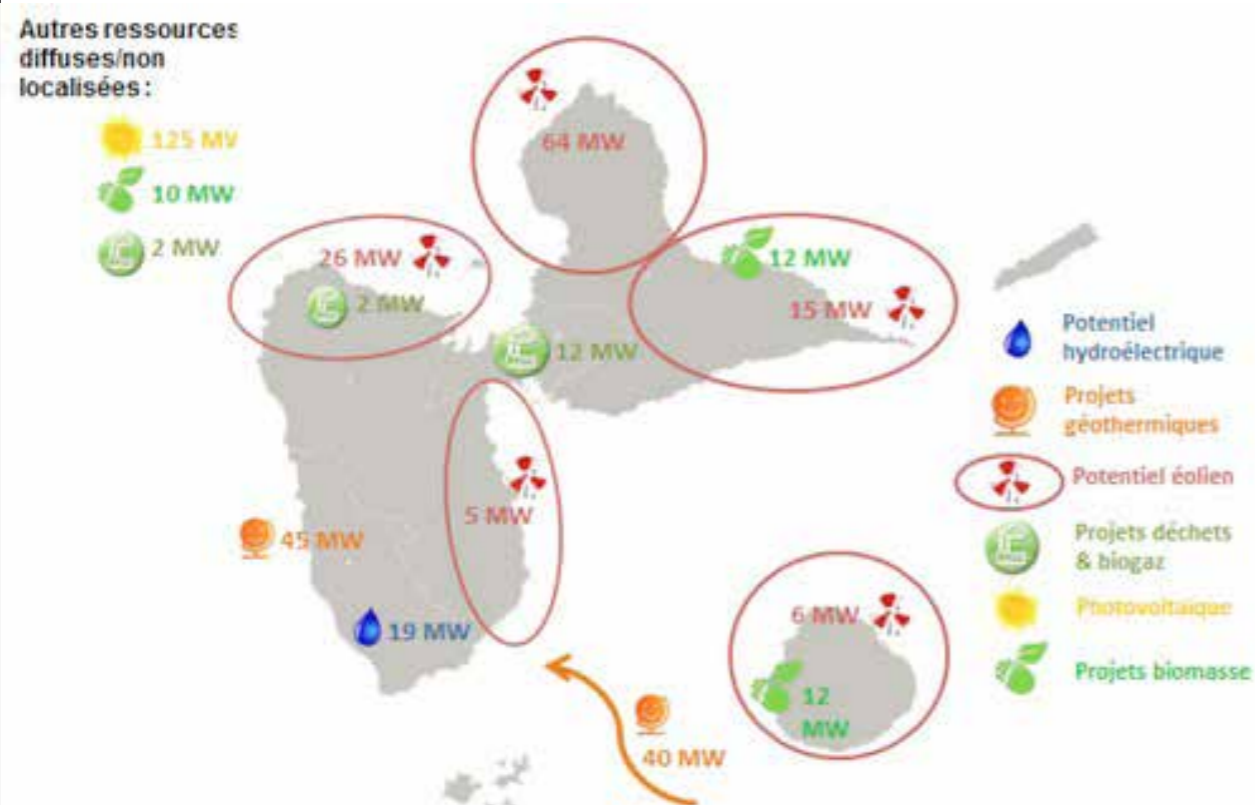 Autres ressources
diffuses/non
localisées :
125 MW
10 MW
2 MW
64 MW
26 MW
2 MW
12 MW
15 MW
12 MW
5 MW
45 MW
19 MW
6 MW
12
MW
40 MW
Potentiel
hydroélectrique
Projets
géothermiques
Potentiel éolien
Projets déchets
& biogaz
Photovoltaïque
Projets biomasse